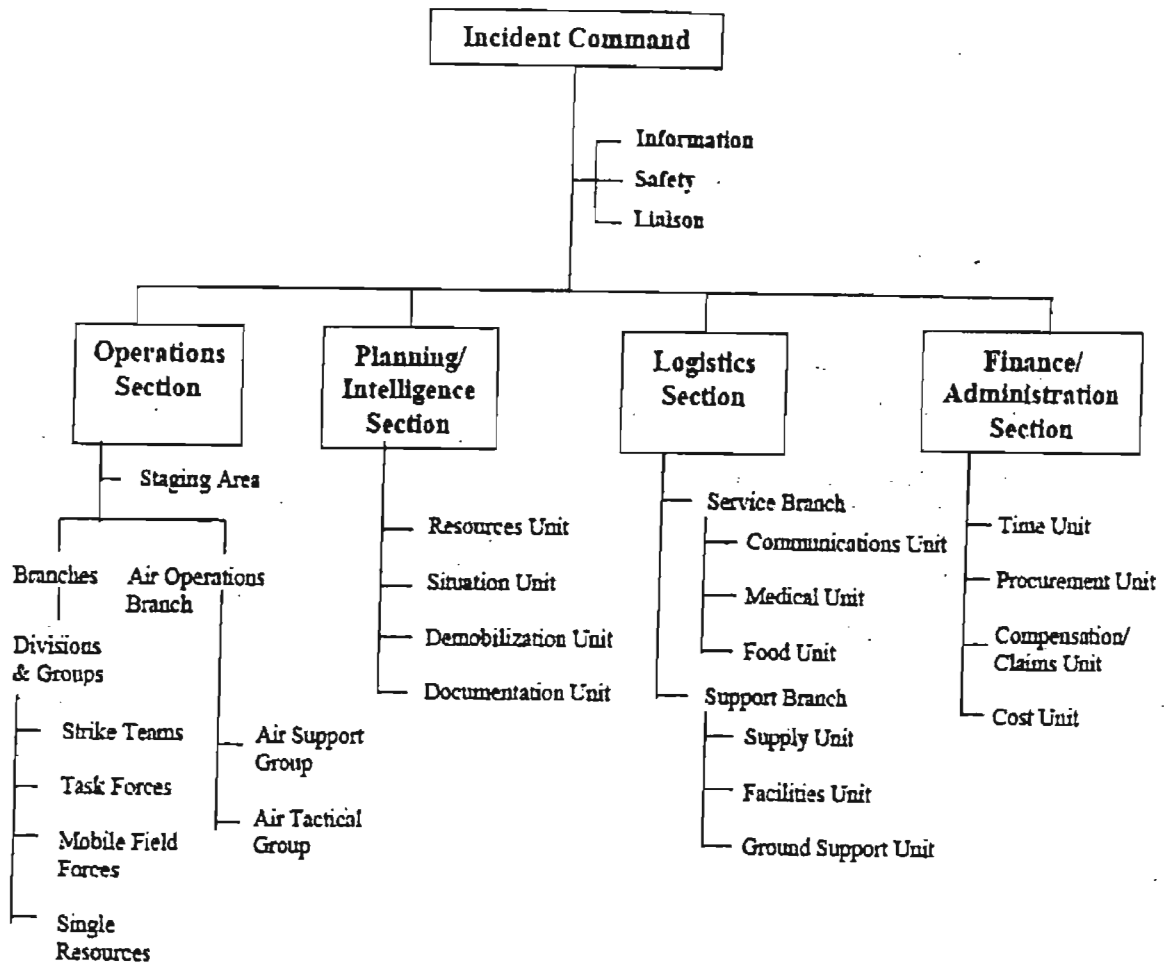 Incident Command
Information
Safety
Liaison
Operations
Section
Planning/
Intelligence
Section
Logistics
Section
Finance/
Administration
Section
Staging Area
Branches
Air Operations
Branch
Divisions
& Groups
Strike Teams
Task Forces
Mobile Field
Forces
Single
Resources
Air Support
Group
Air Tactical
Group
Resources Unit
Situation Unit
Demobilization Unit
Documentation Unit
Service Branch
Communications Unit
Medical Unit
Food Unit
Support Branch
Supply Unit
Facilities Unit
Ground Support Unit
Time Unit
Procurement Unit
Compensation/
Claims Unit
Cost Unit